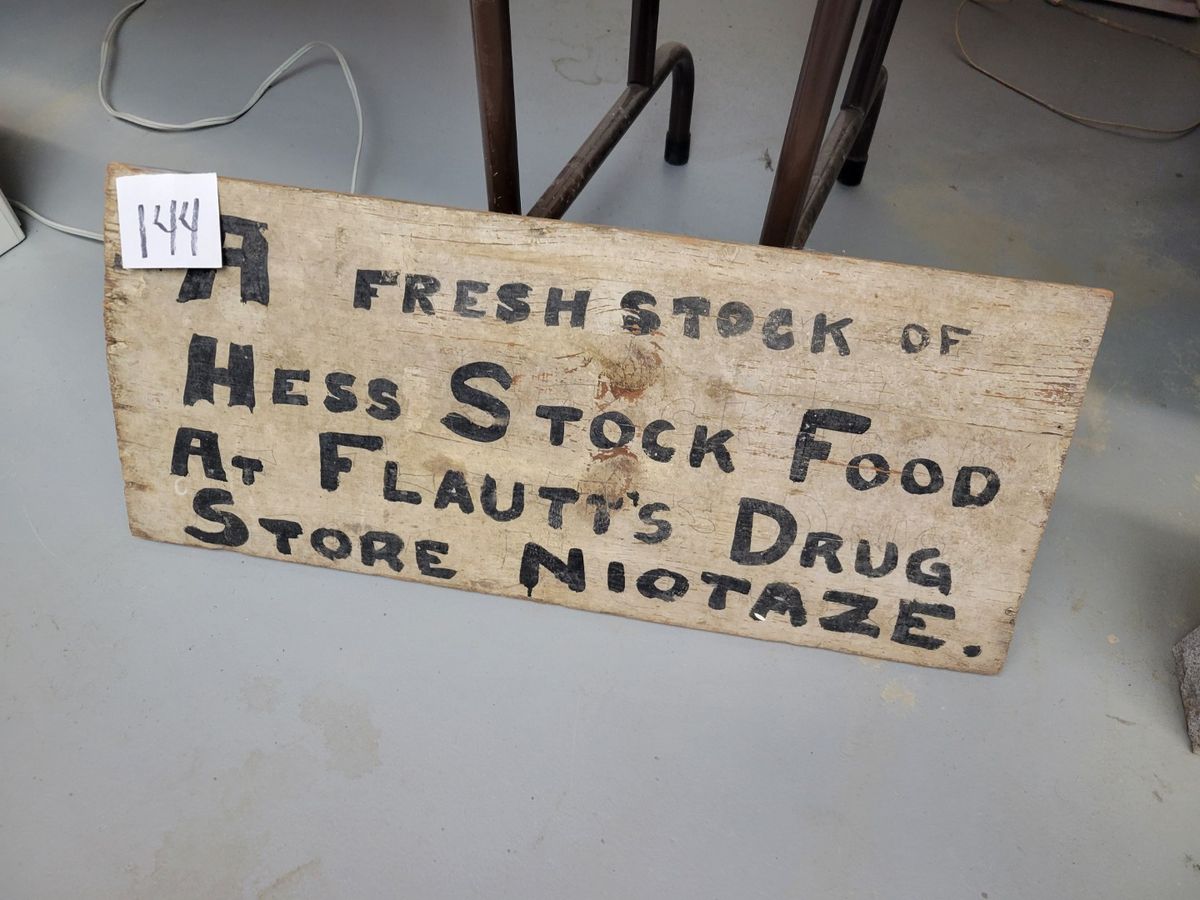 144
A FRESH STOCK OF
HESS STOCK FOOD
AT FLAUTT'S DRUG
STORE NIOTAZE.